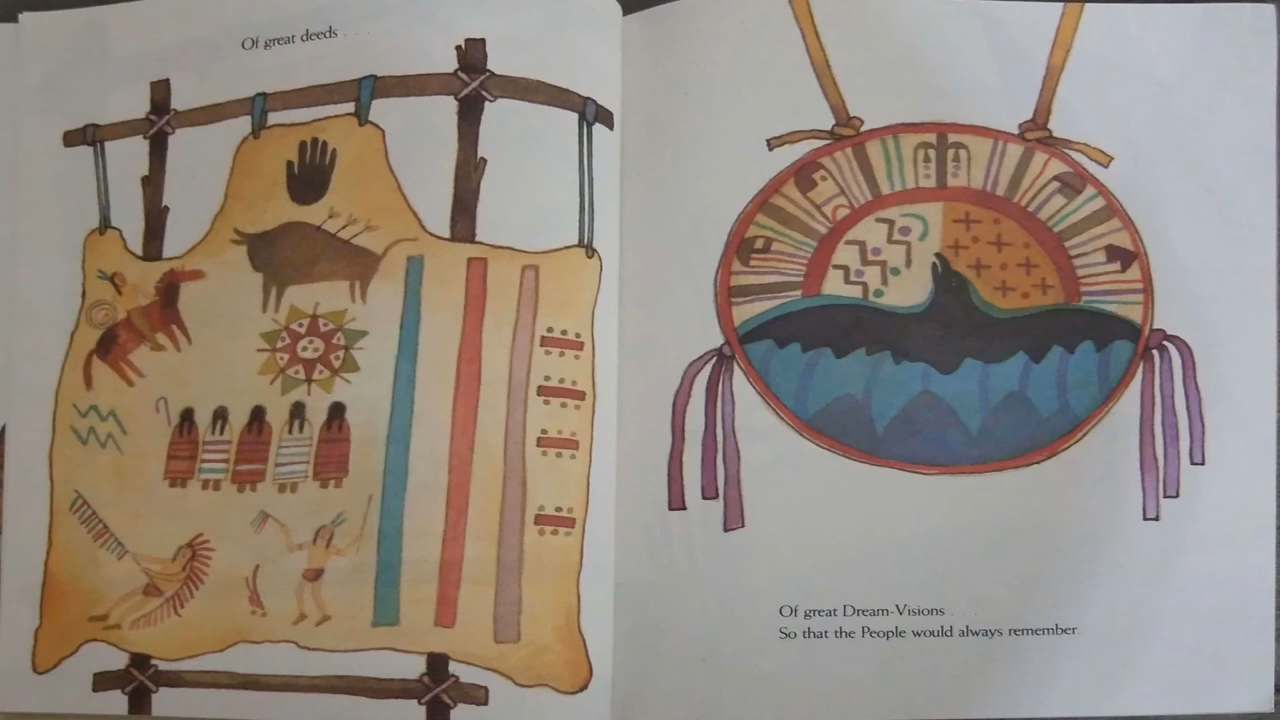 Of great deeds . . .
Of great Dream-Visions . . .
So that the People would always remember.